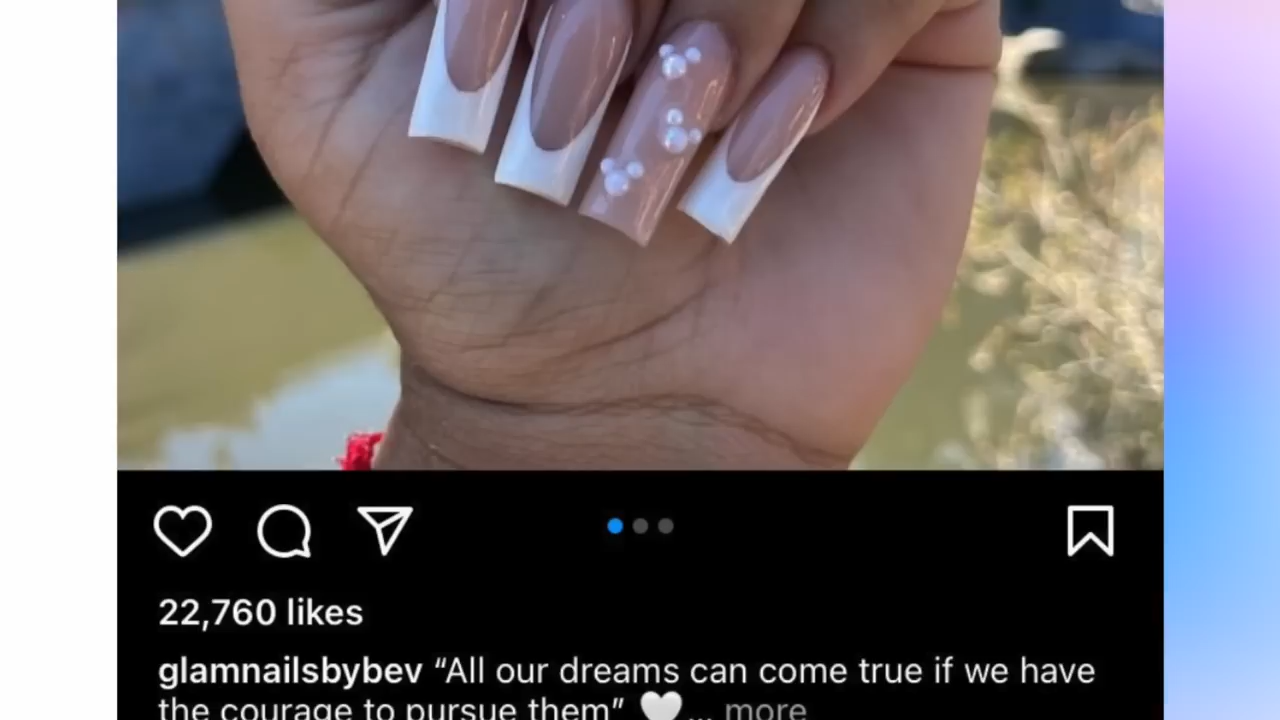 22,760 likes
glamnailsbybev “All our dreams can come true if we have
the courage to pursue them” 🤍... more